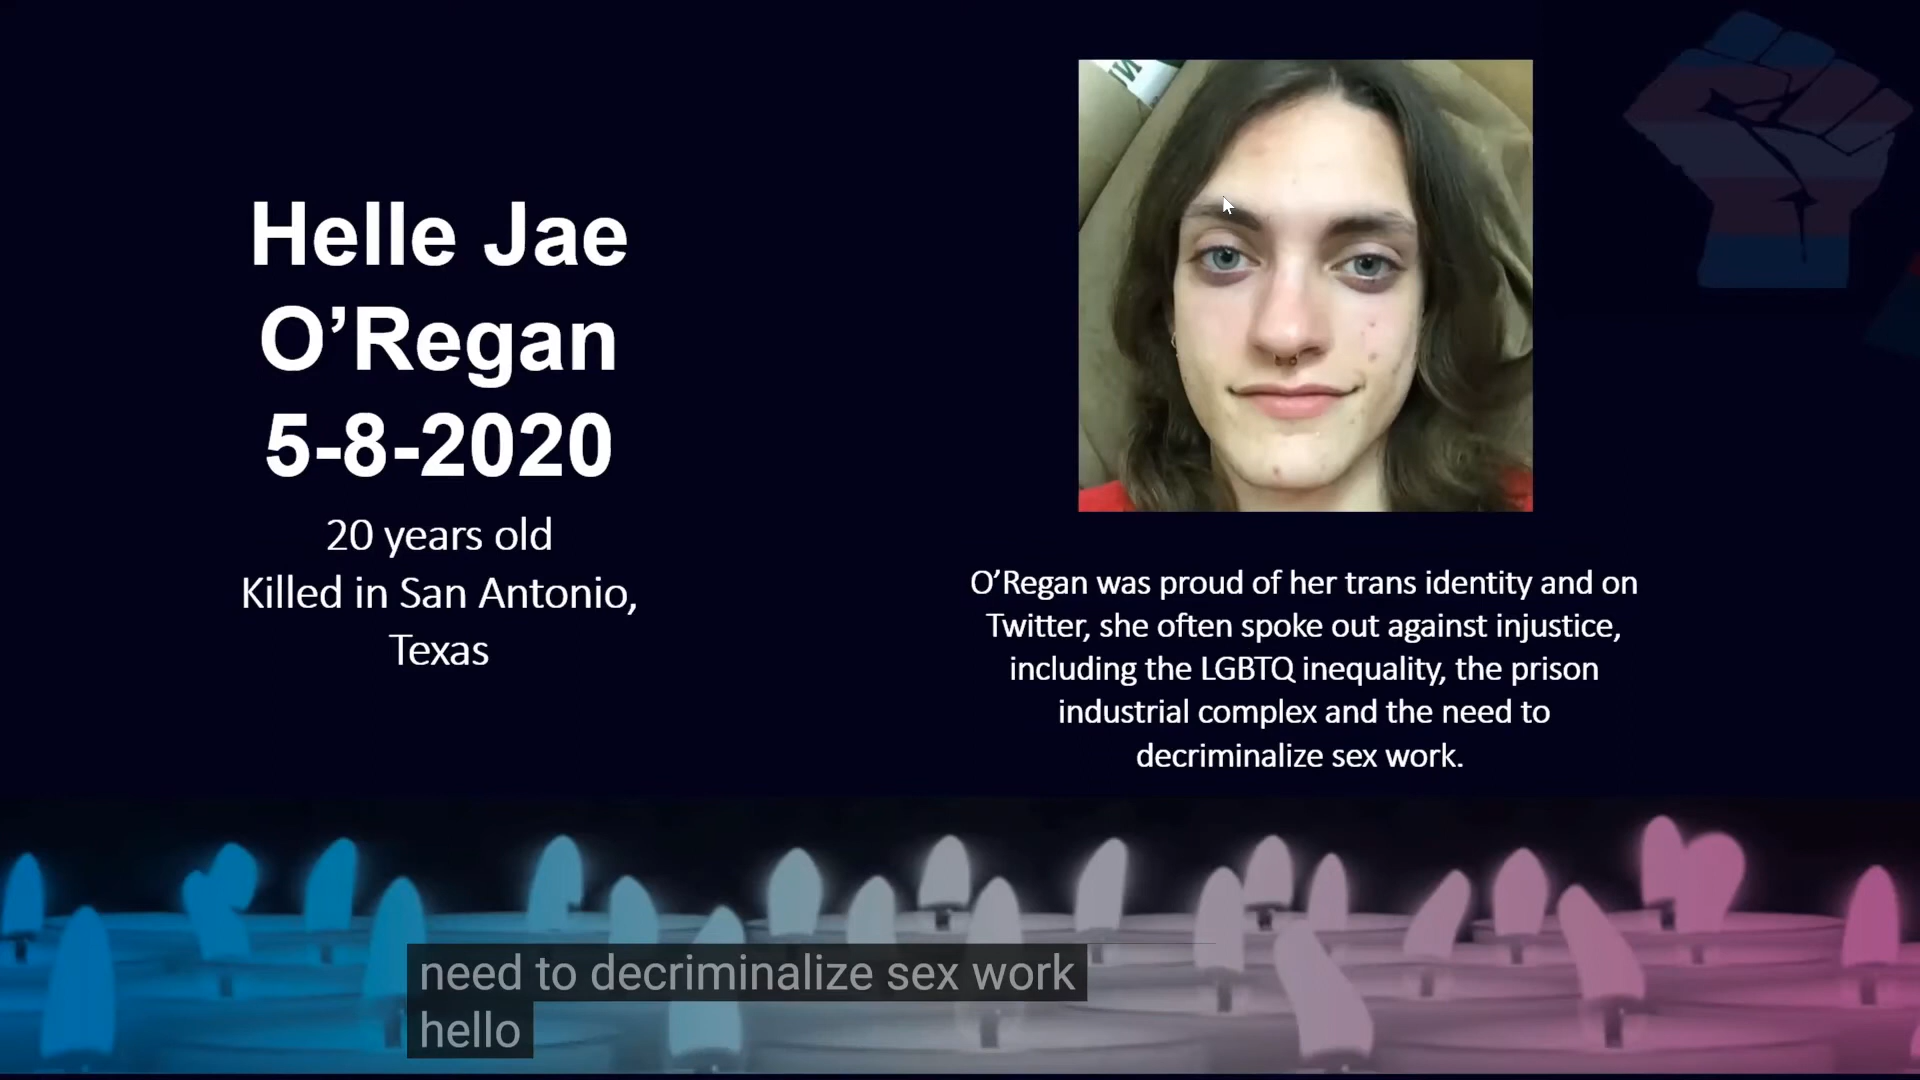 Helle Jae
O’Regan
5-8-2020
20 years old
Killed in San Antonio,
Texas
O’Regan was proud of her trans identity and on
Twitter, she often spoke out against injustice,
including the LGBTQ inequality, the prison
industrial complex and the need to
decriminalize sex work.
need to decriminalize sex work
hello